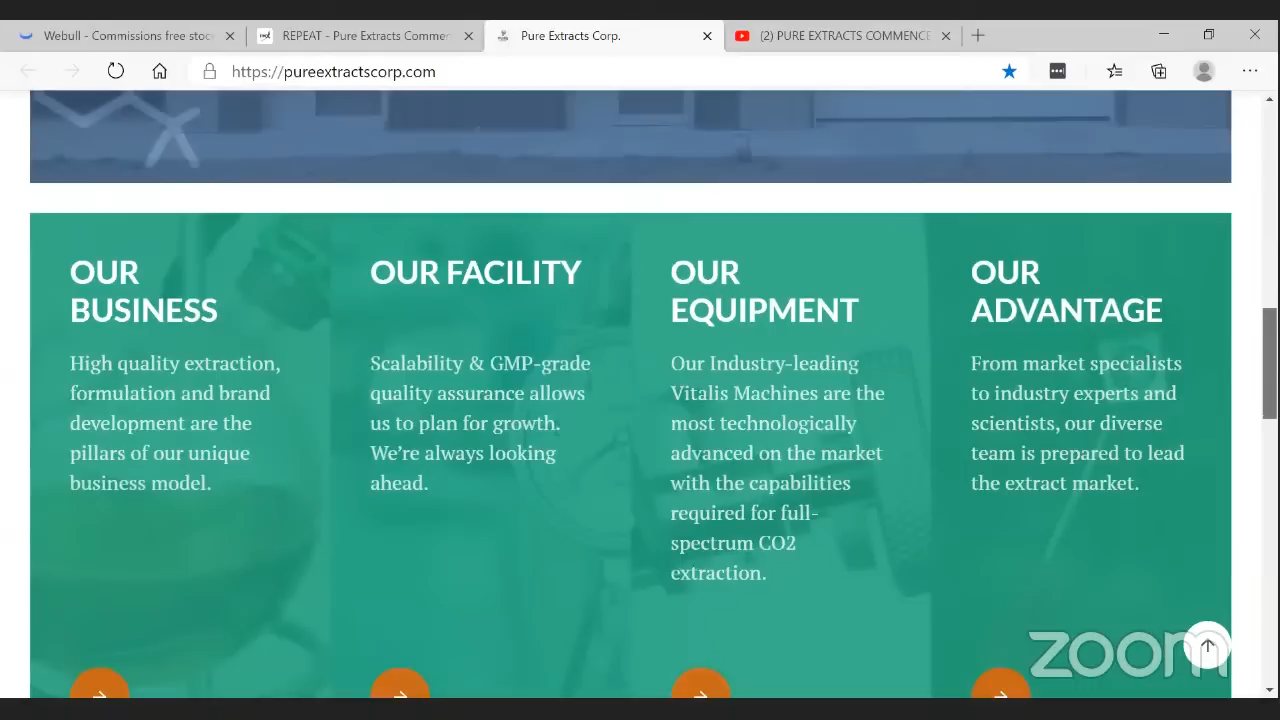 Webull - Commissions free stoc
REPEAT - Pure Extracts Commer
Pure Extracts Corp.
(2) PURE EXTRACTS COMMENCE
https://pureextractscorp.com
OUR
BUSINESS
High quality extraction,
formulation and brand
development are the
pillars of our unique
business model.
OUR FACILITY
Scalability & GMP-grade
quality assurance allows
us to plan for growth.
We’re always looking
ahead.
OUR
EQUIPMENT
Our Industry-leading
Vitalis Machines are the
most technologically
advanced on the market
with the capabilities
required for full-
spectrum CO2
extraction.
OUR
ADVANTAGE
From market specialists
to industry experts and
scientists, our diverse
team is prepared to lead
the extract market.
zoom